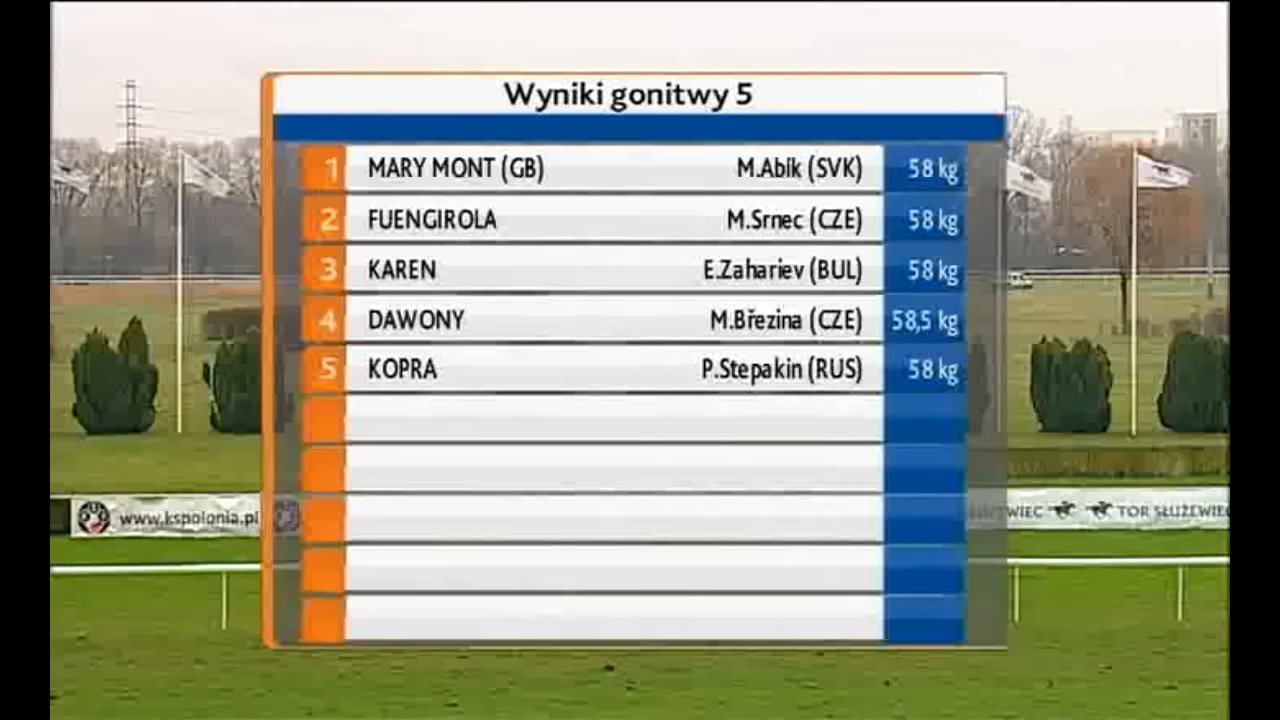 Wyniki gonitwy 5
1 MARY MONT (GB) M.Abik (SVK) 58 kg
2 FUENGIROLA M.Srnec (CZE) 58 kg
3 KAREN E.Zahariev (BUL) 58 kg
4 DAWONY M.Březina (CZE) 58,5 kg
5 KOPRA P.Stepakin (RUS) 58 kg
www.kspolonia.pl
TOR SŁUŻEWIEC